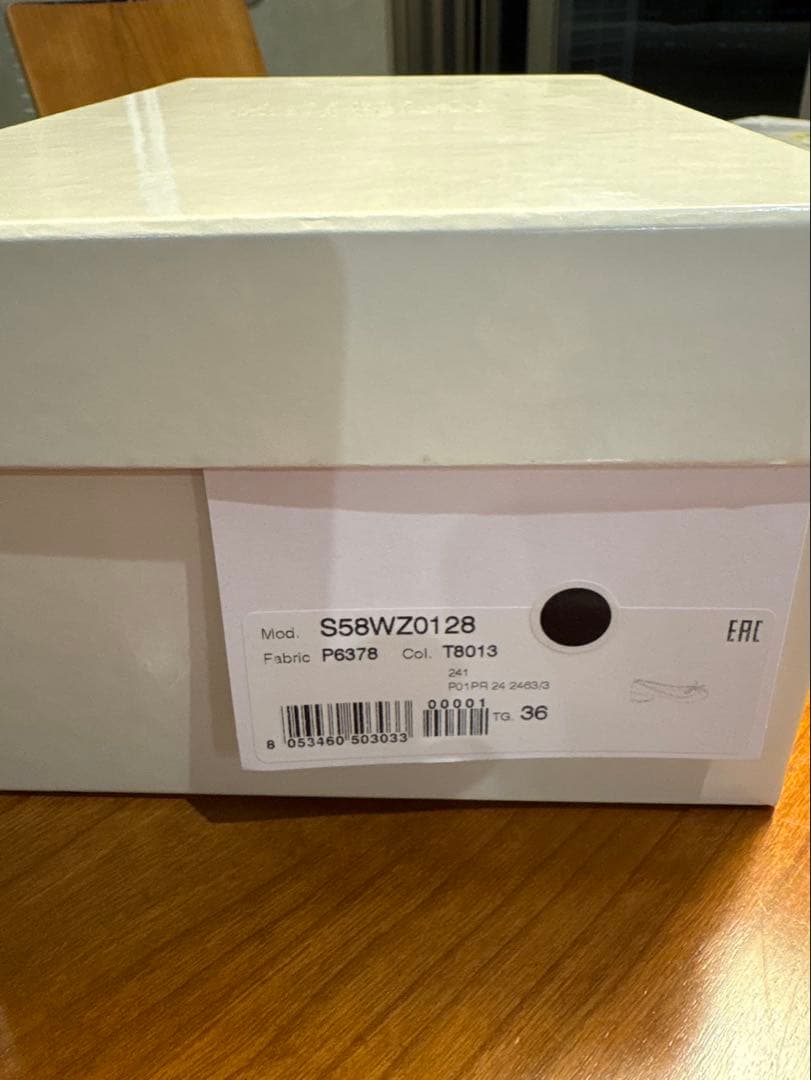 Mod. S58WZ0128
Fabric P6378 Col. T8013
241
P01PR 24 2463/3
00001
TG. 36
8 053460 503033
EAC